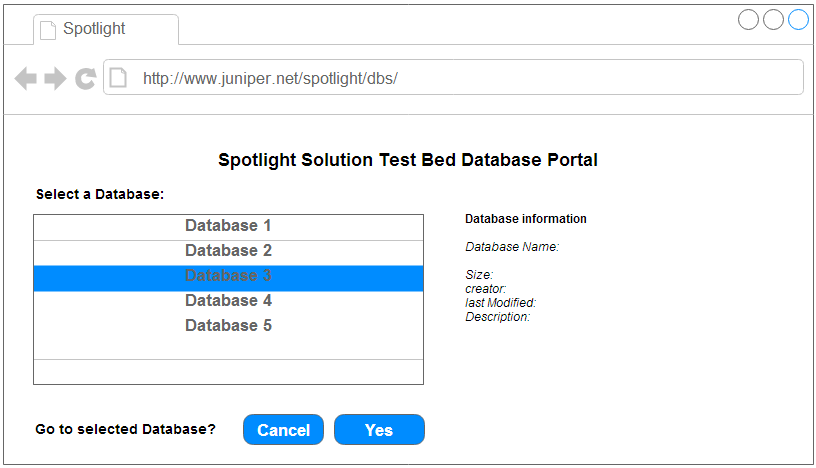 Spotlight
http://www.juniper.net/spotlight/dbs/
Spotlight Solution Test Bed Database Portal
Select a Database:
Database 1
Database 2
Database 3
Database 4
Database 5
Database information
Database Name:
Size:
creator:
last Modified:
Description:
Go to selected Database?
Cancel
Yes